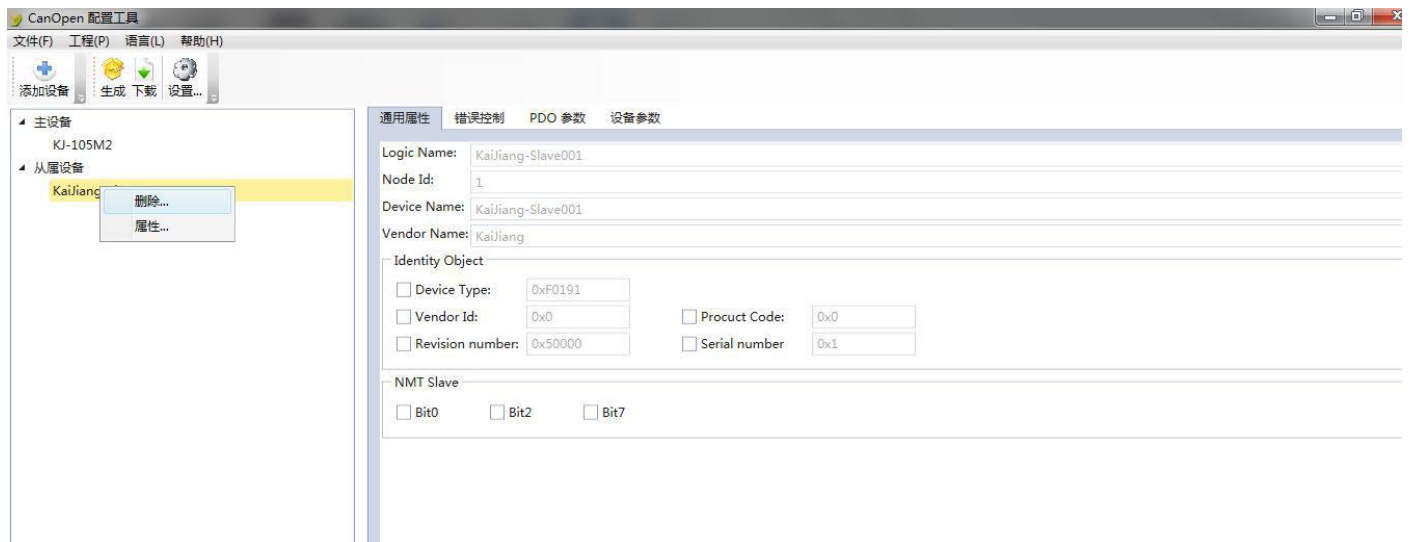 CanOpen 配置工具
文件(F) 工程(P) 语言(L) 帮助(H)
添加设备 生成 下载 设置...
主设备
KJ-105M2
从属设备
KaiJiang
删除...
属性...
通用属性 错误控制 PDO 参数 设备参数
Logic Name: KaiJiang-Slave001
Node Id: 1
Device Name: KaiJiang-Slave001
Vendor Name: KaiJiang
Identity Object
Device Type: 0xF0191
Vendor Id: 0x0 Procuct Code: 0x0
Revision number: 0x50000 Serial number 0x1
NMT Slave
Bit0 Bit2 Bit7